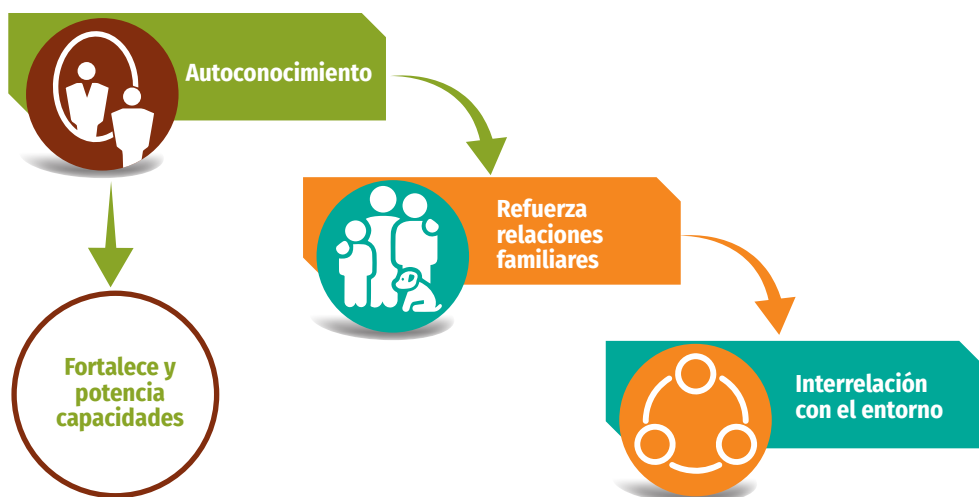 Autoconocimiento
Refuerza
relaciones
familiares
Fortalece y
potencia
capacidades
Interrelación
con el entorno